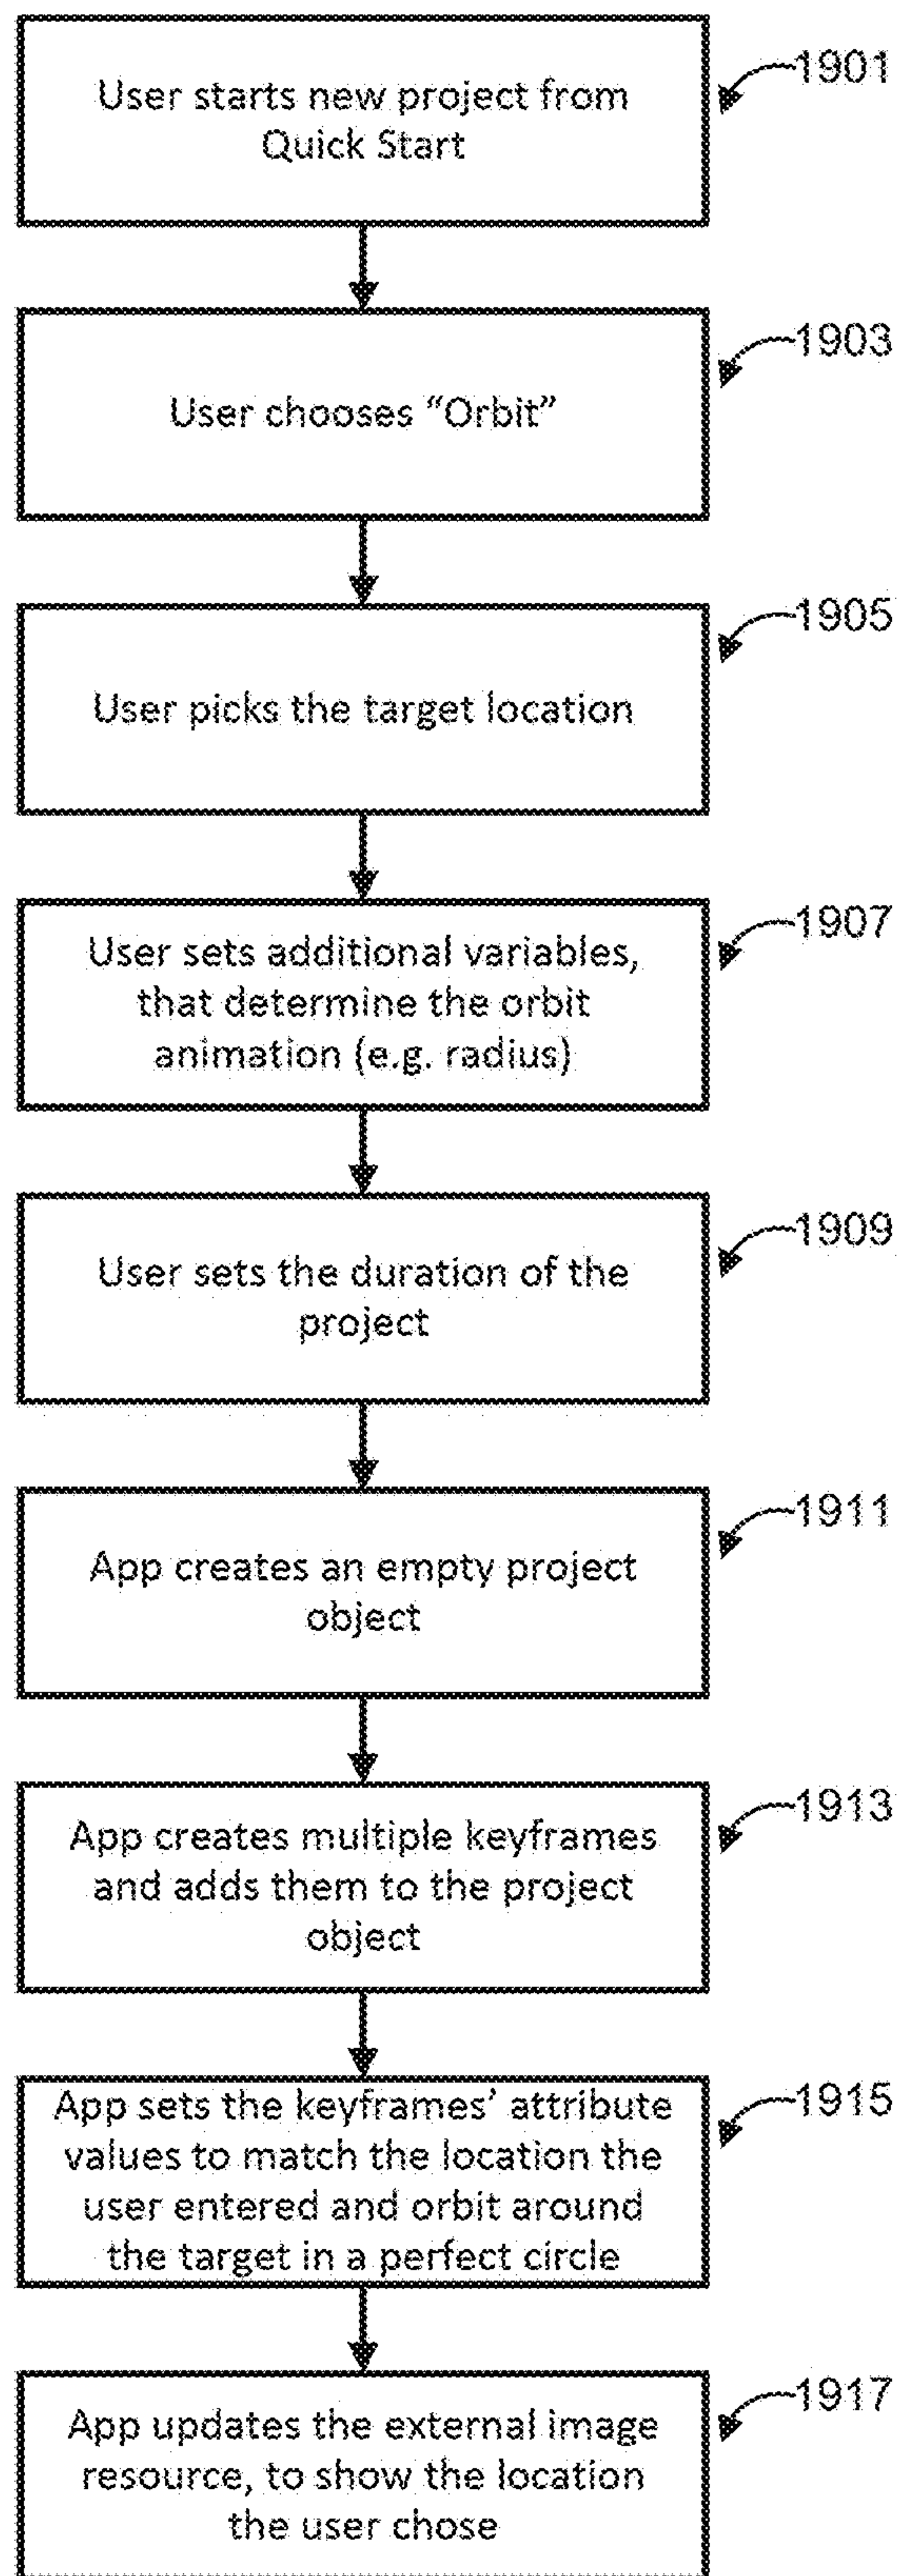 User starts new project from
Quick Start
1901
User chooses “Orbit”
1903
User picks the target location
1905
User sets additional variables,
that determine the orbit
animation (e.g. radius)
1907
User sets the duration of the
project
1909
App creates an empty project
object
1911
App creates multiple keyframes
and adds them to the project
object
1913
App sets the keyframes’ attribute
values to match the location the
user entered and orbit around
the target in a perfect circle
1915
App updates the external image
resource, to show the location
the user chose
1917